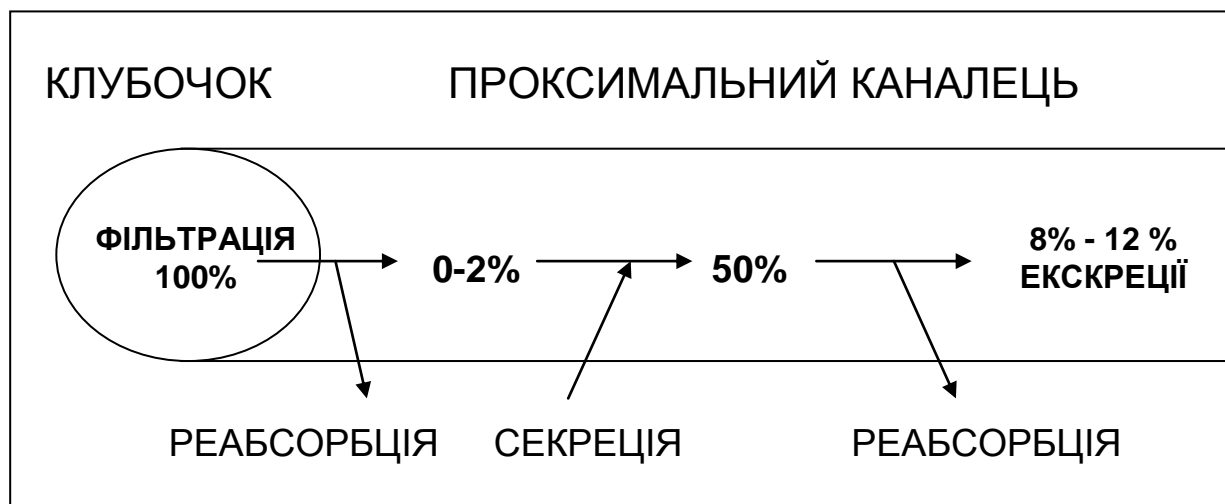 КЛУБОЧОК ПРОКСИМАЛЬНИЙ КАНАЛЕЦЬ
ФІЛЬТРАЦІЯ
100%
0-2%
50%
8% - 12 %
ЕКСКРЕЦІЇ
РЕАБСОРБЦІЯ СЕКРЕЦІЯ РЕАБСОРБЦІЯ